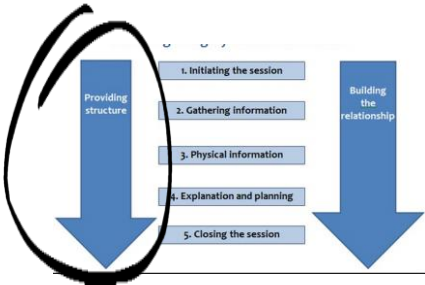 Providing
structure
1. Initiating the session
2. Gathering information
3. Physical information
4. Explanation and planning
5. Closing the session
Building
the
relationship